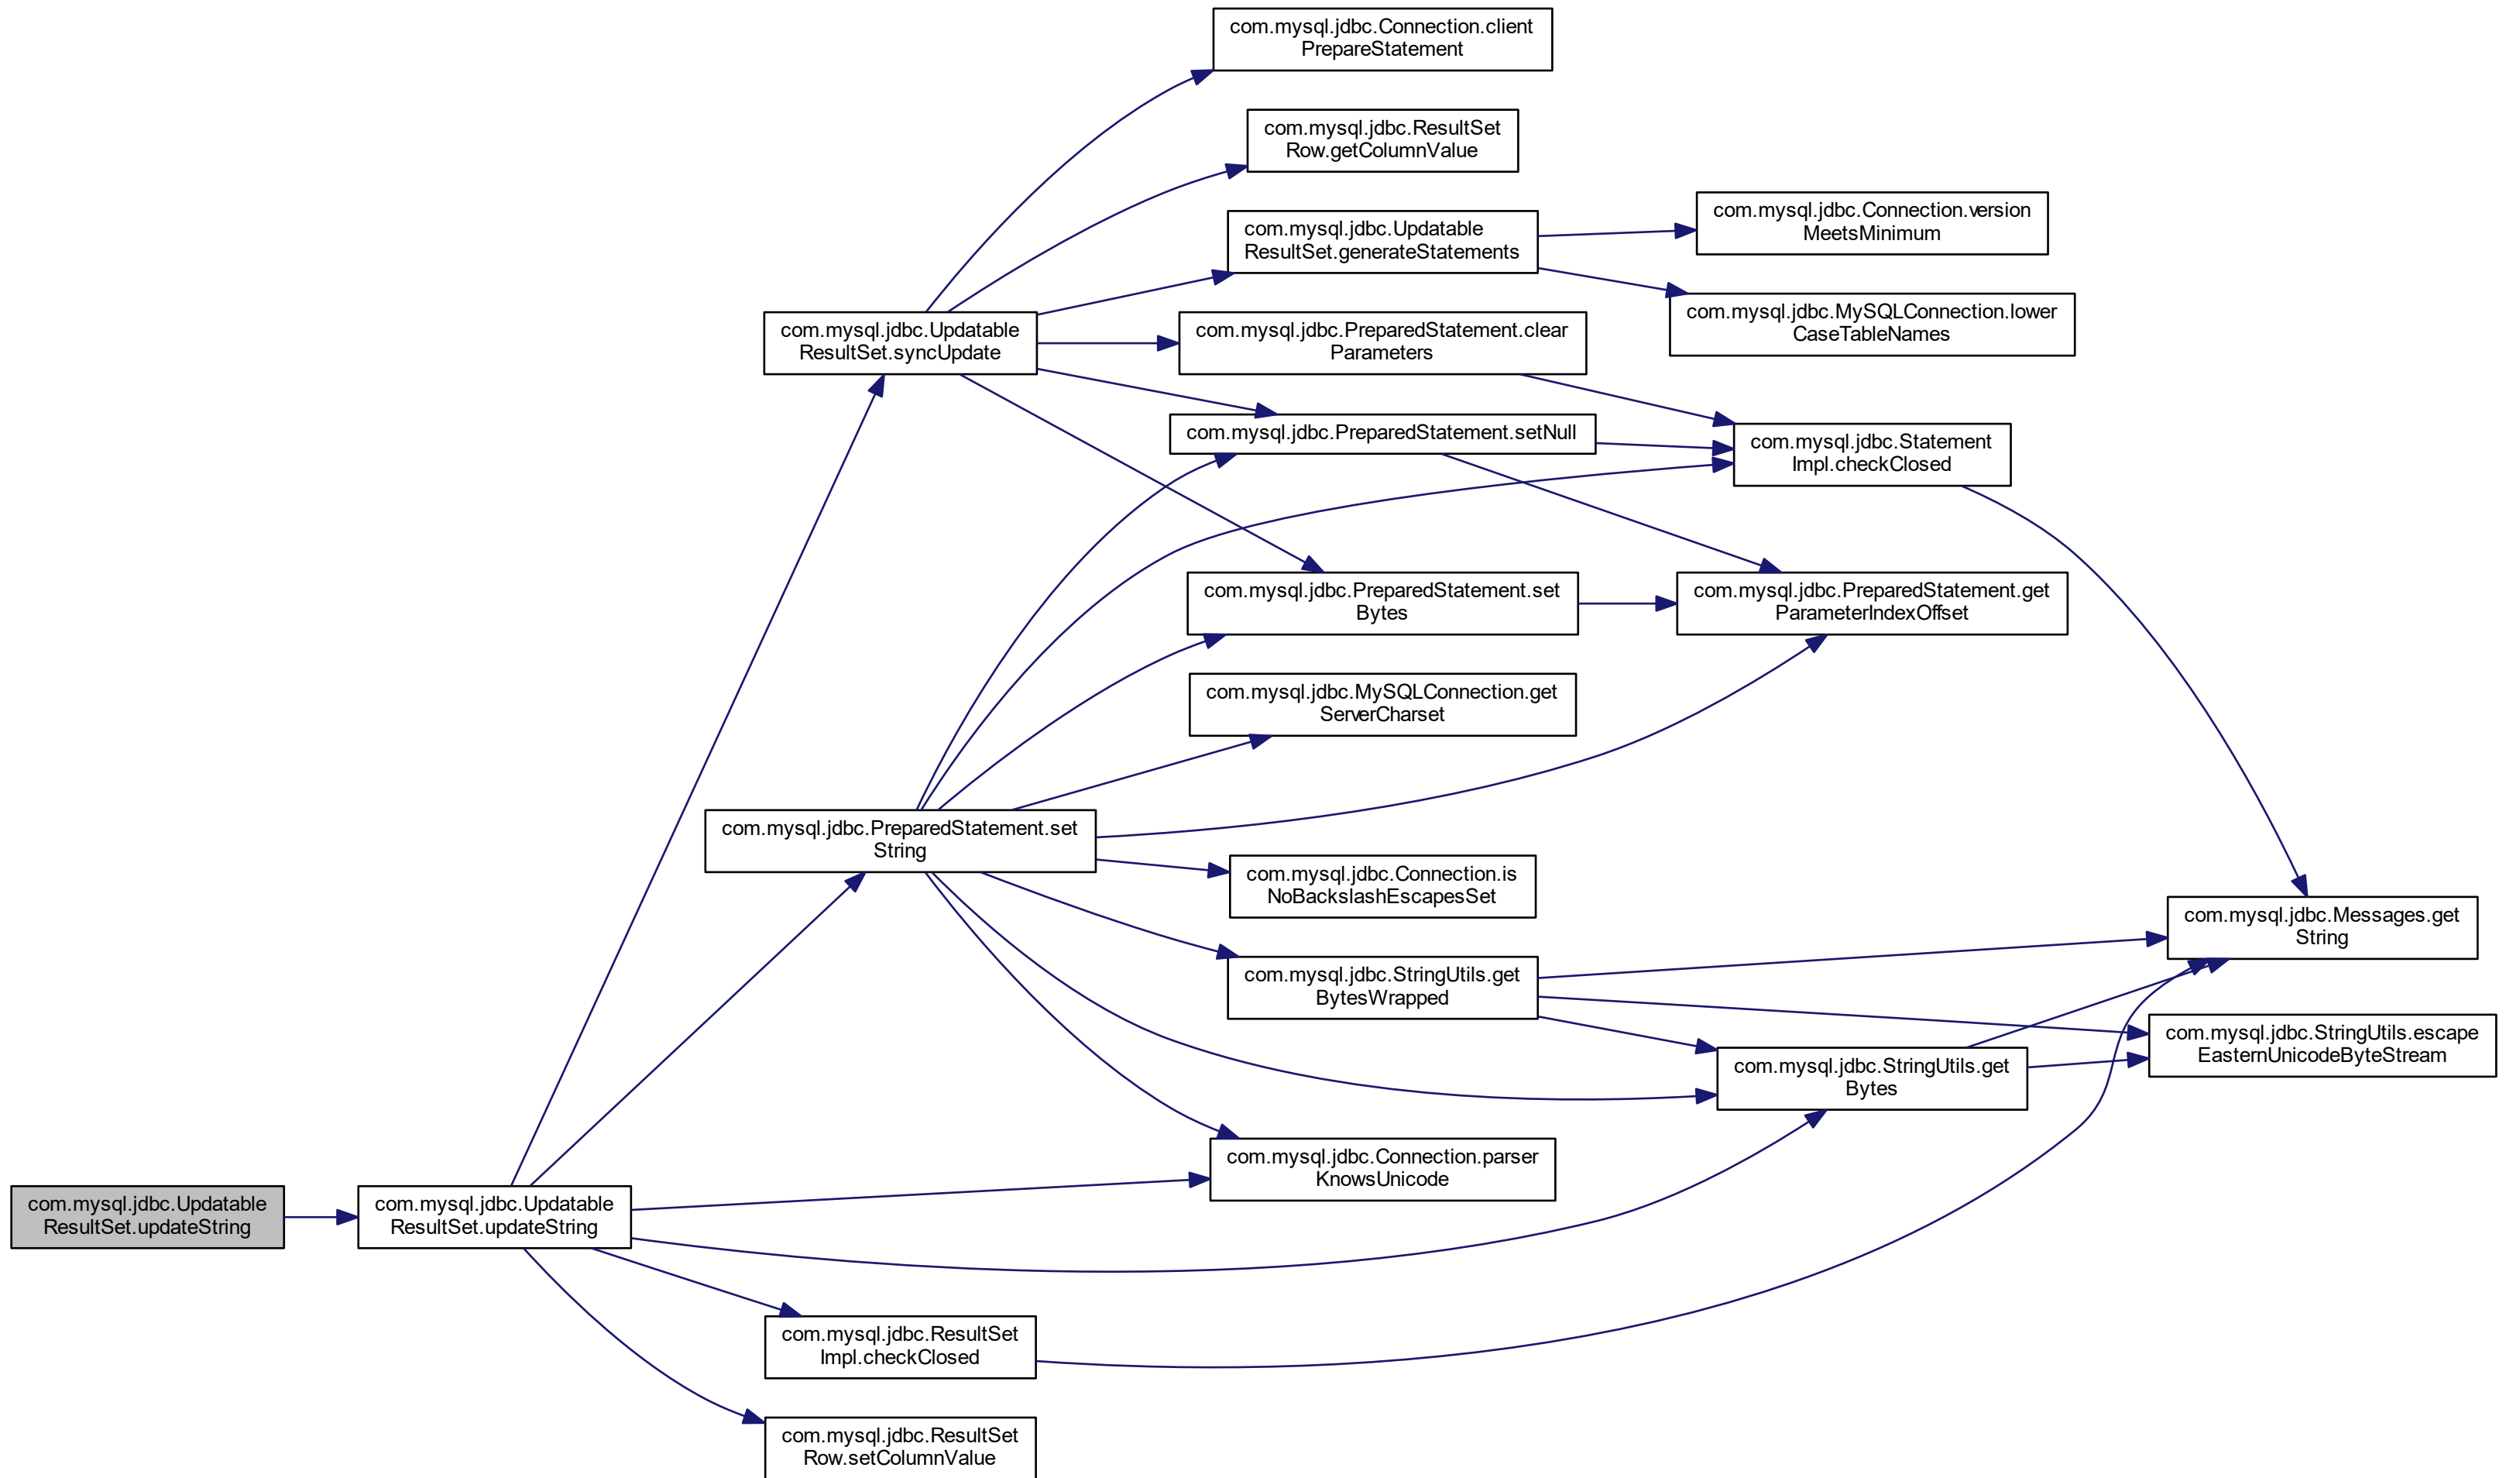 com.mysql.jdbc.Connection.client
PrepareStatement
com.mysql.jdbc.ResultSet
Row.getColumnValue
com.mysql.jdbc.Updatable
ResultSet.generateStatements
com.mysql.jdbc.Connection.version
MeetsMinimum
com.mysql.jdbc.MySQLConnection.lower
CaseTableNames
com.mysql.jdbc.Updatable
ResultSet.syncUpdate
com.mysql.jdbc.PreparedStatement.clear
Parameters
com.mysql.jdbc.PreparedStatement.setNull
com.mysql.jdbc.Statement
Impl.checkClosed
com.mysql.jdbc.PreparedStatement.set
Bytes
com.mysql.jdbc.PreparedStatement.get
ParameterIndexOffset
com.mysql.jdbc.MySQLConnection.get
ServerCharset
com.mysql.jdbc.PreparedStatement.set
String
com.mysql.jdbc.Connection.is
NoBackslashEscapesSet
com.mysql.jdbc.Messages.get
String
com.mysql.jdbc.StringUtils.get
BytesWrapped
com.mysql.jdbc.StringUtils.escape
EasternUnicodeByteStream
com.mysql.jdbc.StringUtils.get
Bytes
com.mysql.jdbc.Connection.parser
KnowsUnicode
com.mysql.jdbc.Updatable
ResultSet.updateString
com.mysql.jdbc.Updatable
ResultSet.updateString
com.mysql.jdbc.ResultSet
Impl.checkClosed
com.mysql.jdbc.ResultSet
Row.setColumnValue